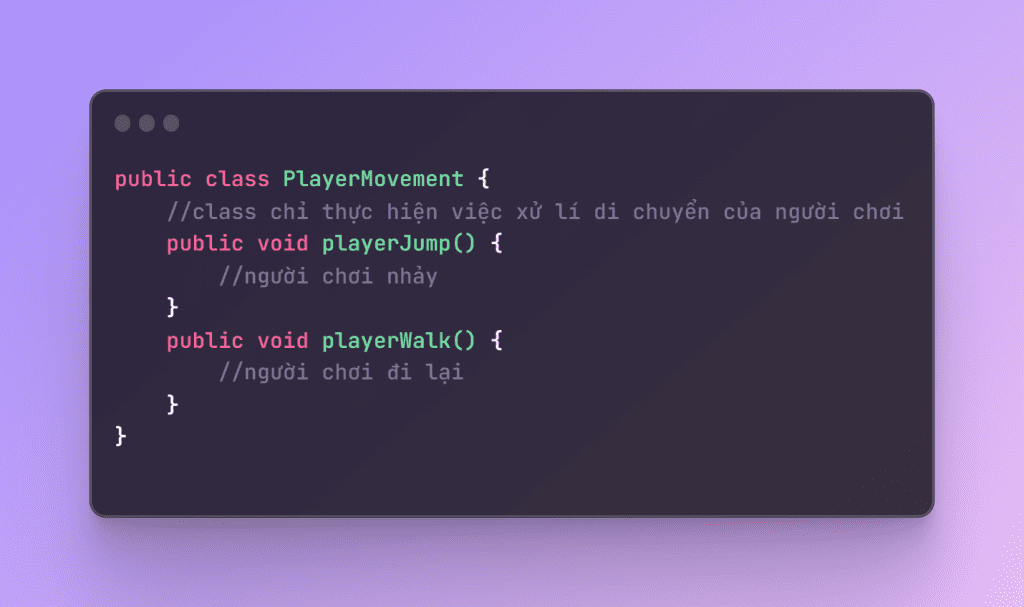 public class PlayerMovement {
    //class chỉ thực hiện việc xử lí di chuyển của người chơi
    public void playerJump() {
        //người chơi nhảy
    }
    public void playerWalk() {
        //người chơi đi lại
    }
}